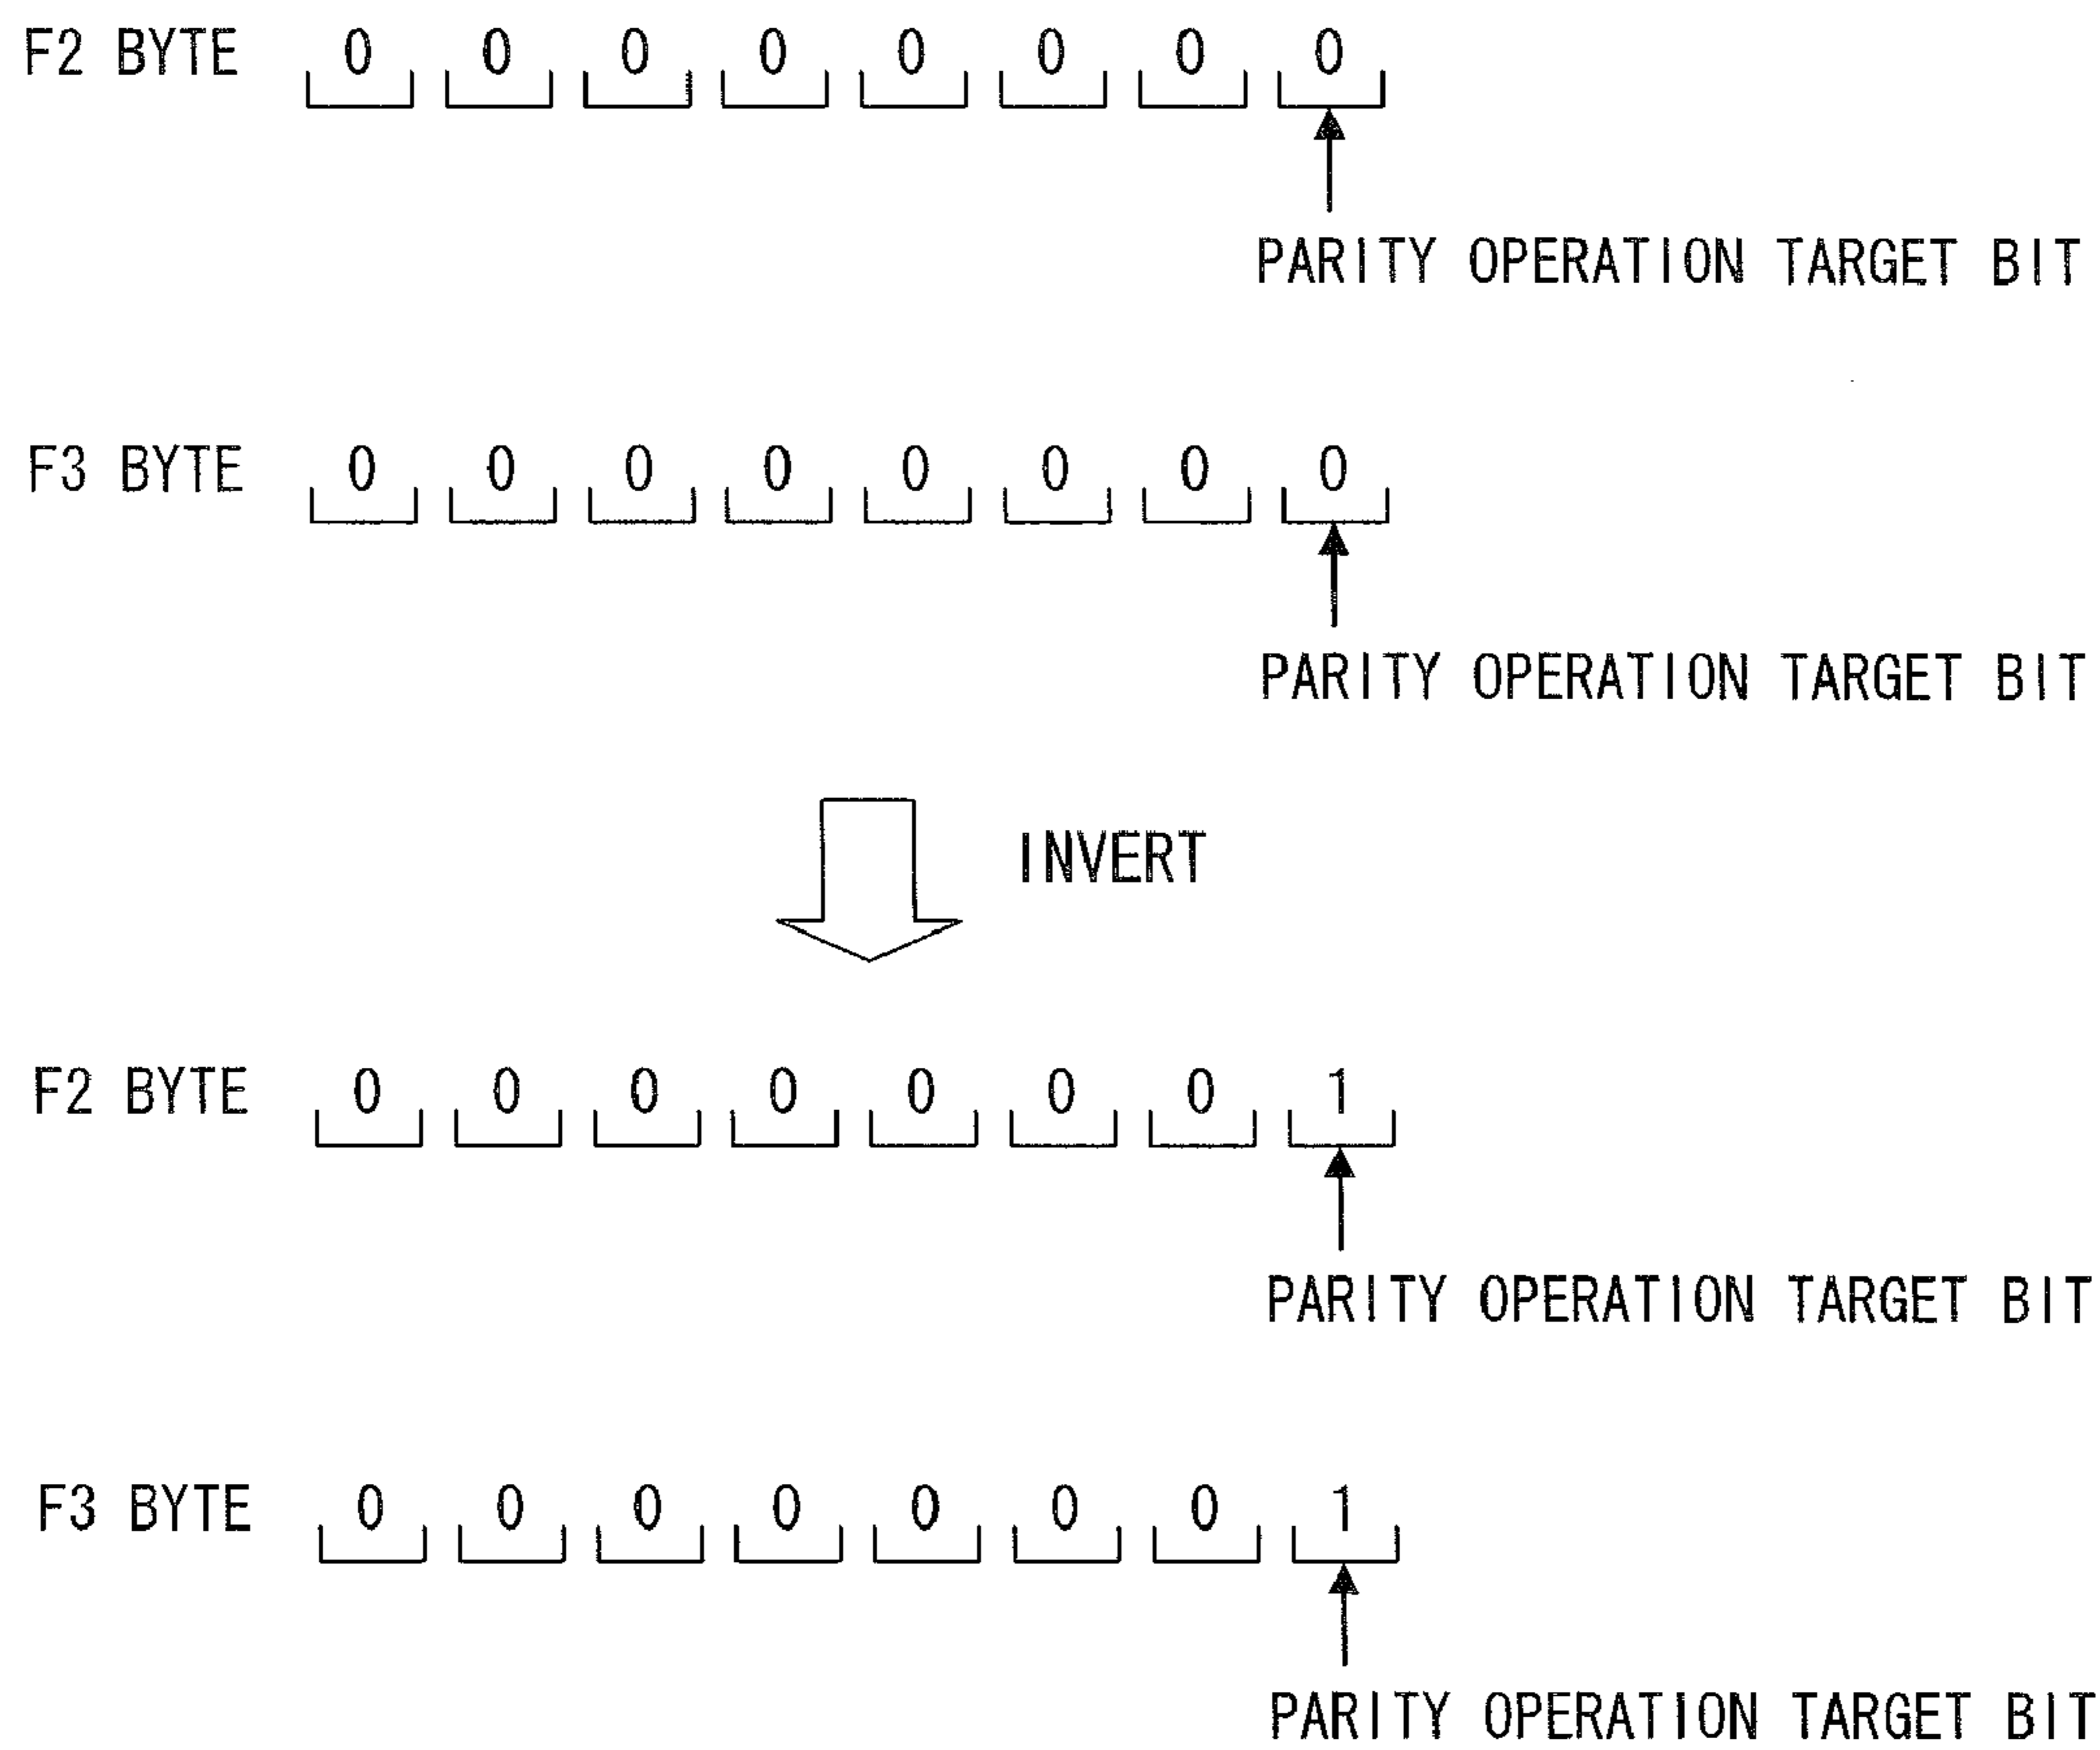 F2 BYTE 0 0 0 0 0 0 0 0
PARITY OPERATION TARGET BIT
F3 BYTE 0 0 0 0 0 0 0 0
PARITY OPERATION TARGET BIT
INVERT
F2 BYTE 0 0 0 0 0 0 0 1
PARITY OPERATION TARGET BIT
F3 BYTE 0 0 0 0 0 0 0 1
PARITY OPERATION TARGET BIT